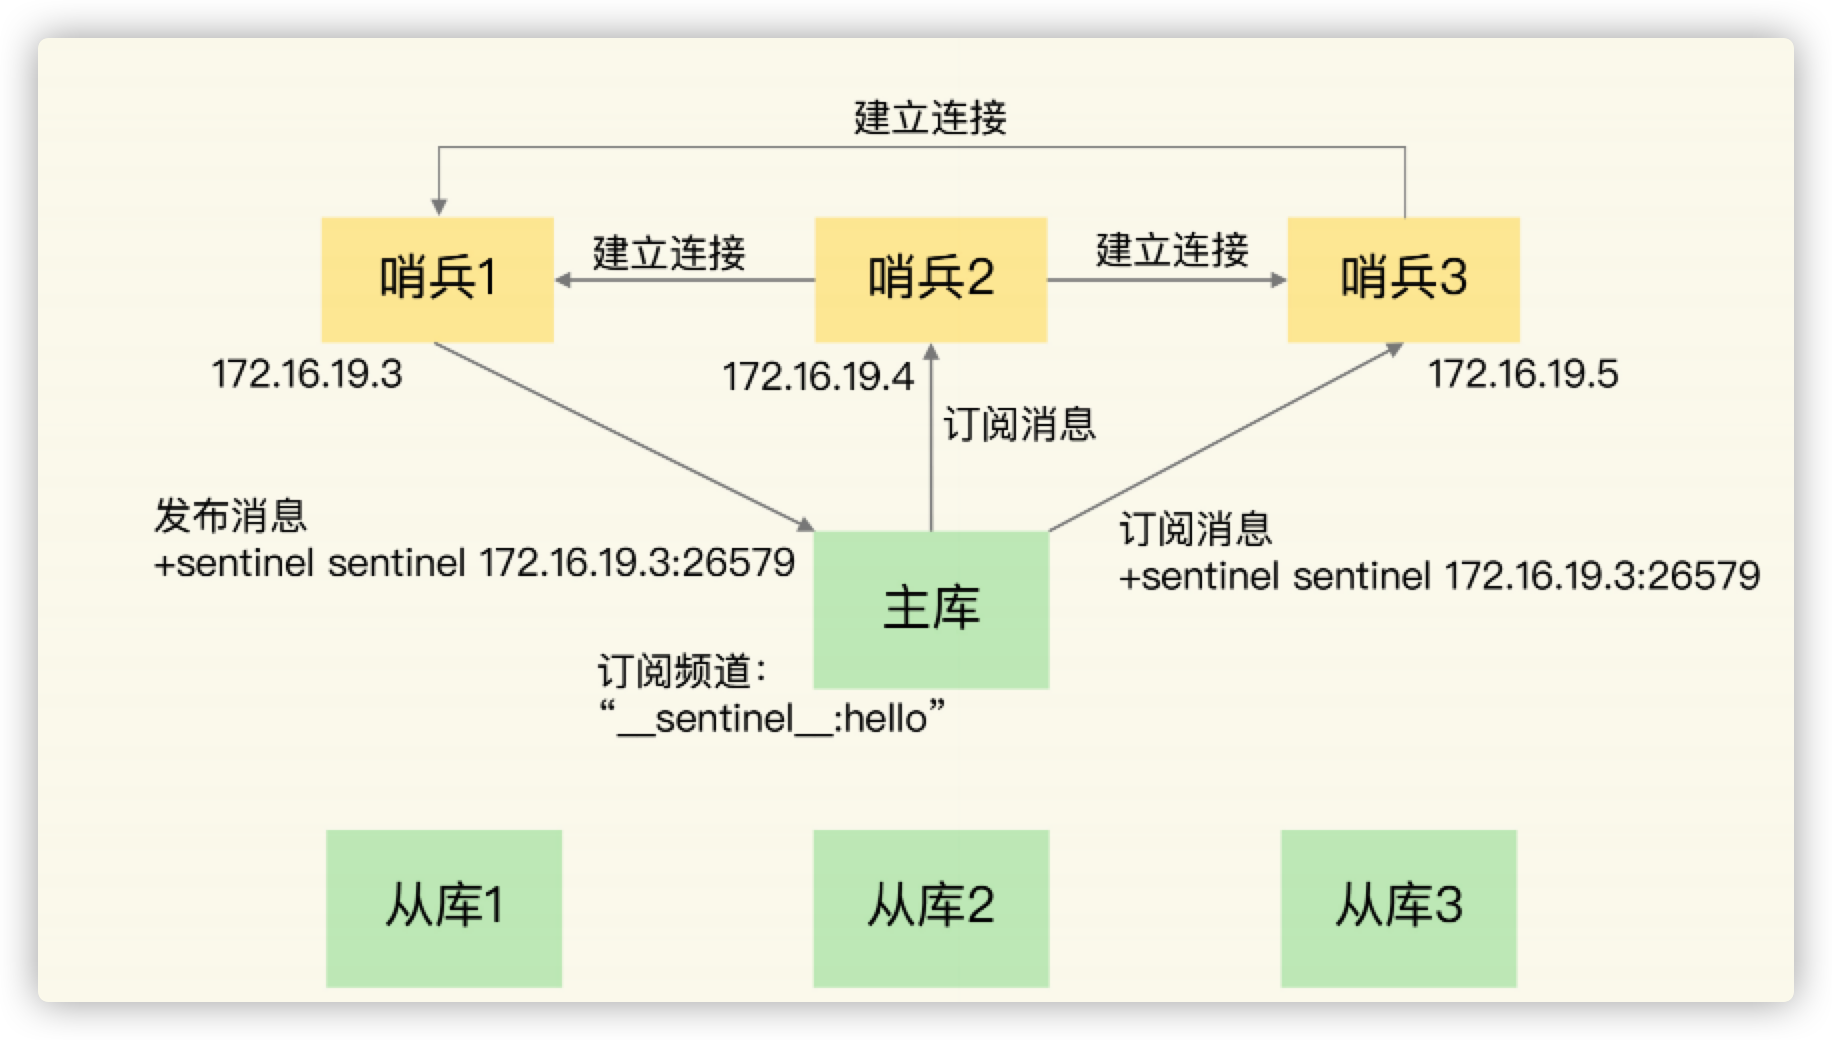 建立连接
哨兵1
建立连接
哨兵2
建立连接
哨兵3
172.16.19.3
172.16.19.4
172.16.19.5
订阅消息
发布消息
+sentinel sentinel 172.16.19.3:26579
订阅消息
+sentinel sentinel 172.16.19.3:26579
主库
订阅频道：
“__sentinel__:hello”
从库1
从库2
从库3